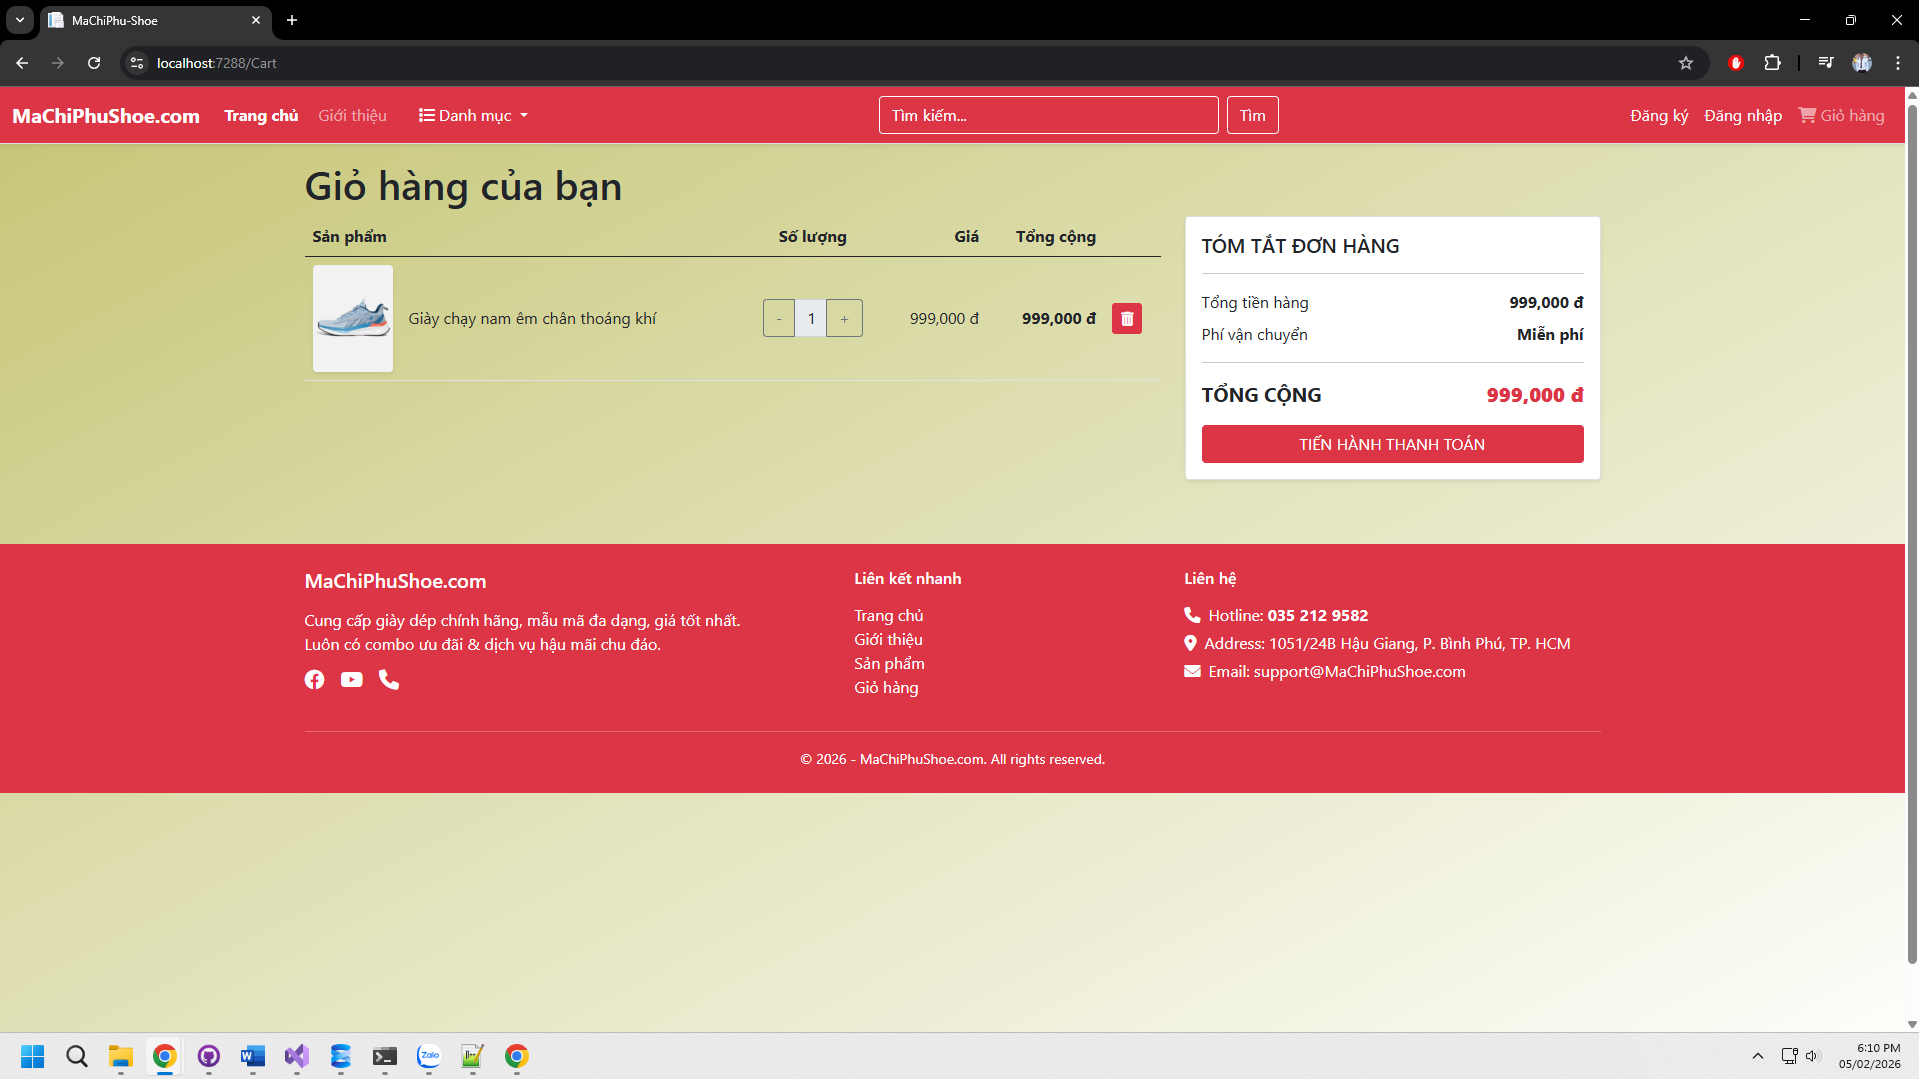 MaChiPhu-Shoe
localhost:7288/Cart
MaChiPhuShoe.com Trang chủ Giới thiệu Danh mục Tìm kiếm... Tìm Đăng ký Đăng nhập Giỏ hàng
Giỏ hàng của bạn
Sản phẩm Số lượng Giá Tổng cộng
Giày chạy nam êm chân thoáng khí - 1 + 999,000 đ 999,000 đ
TÓM TẮT ĐƠN HÀNG
Tổng tiền hàng 999,000 đ
Phí vận chuyển Miễn phí
TỔNG CỘNG 999,000 đ
TIẾN HÀNH THANH TOÁN
MaChiPhuShoe.com
Cung cấp giày dép chính hãng, mẫu mã đa dạng, giá tốt nhất.
Luôn có combo ưu đãi & dịch vụ hậu mãi chu đáo.
Liên kết nhanh
Trang chủ
Giới thiệu
Sản phẩm
Giỏ hàng
Liên hệ
Hotline: 035 212 9582
Address: 1051/24B Hậu Giang, P. Bình Phú, TP. HCM
Email: support@MaChiPhuShoe.com
© 2026 - MaChiPhuShoe.com. All rights reserved.
Zalo
6:10 PM
05/02/2026